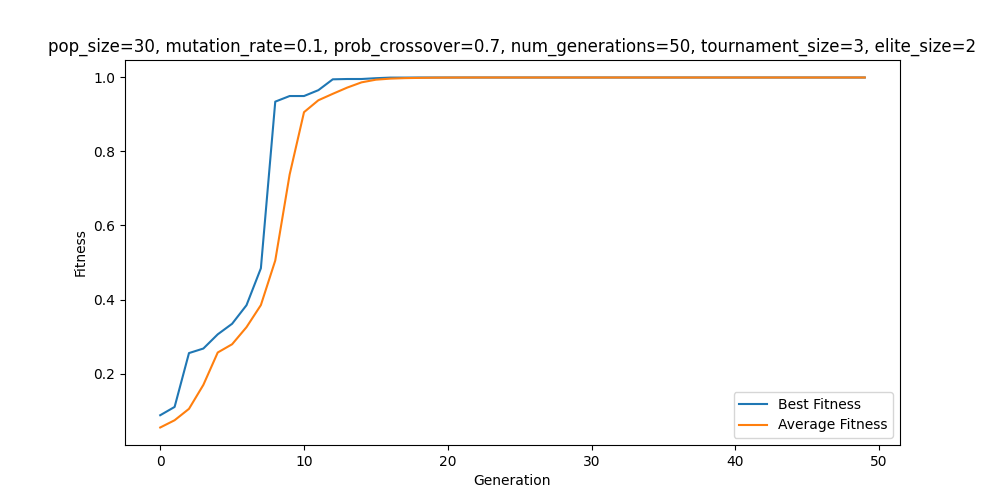 pop_size=30, mutation_rate=0.1, prob_crossover=0.7, num_generations=50, tournament_size=3, elite_size=2
1.0
0.8
0.6
0.4
0.2
Fitness
0 10 20 30 40 50
Generation
Best Fitness
Average Fitness